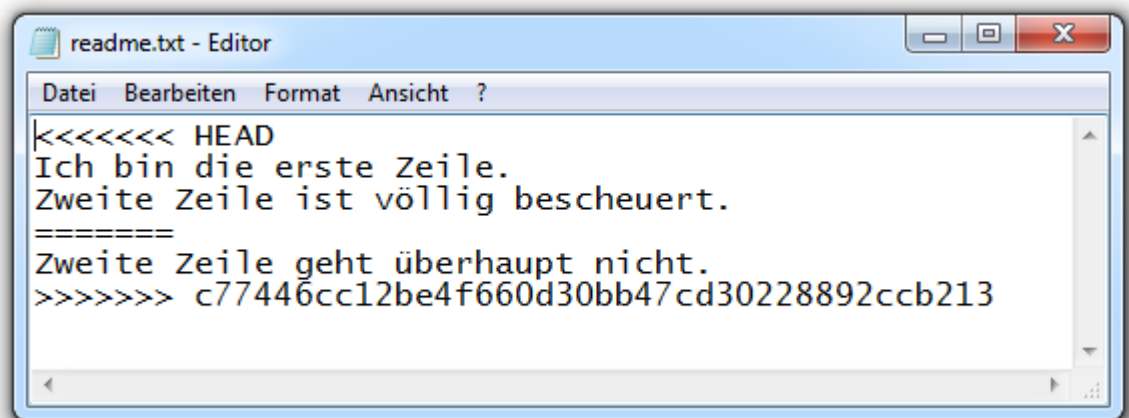 readme.txt - Editor
Datei Bearbeiten Format Ansicht ?
<<<<<<< HEAD
Ich bin die erste Zeile.
Zweite Zeile ist völlig bescheuert.
=======
Zweite Zeile geht überhaupt nicht.
>>>>>>> c77446cc12be4f660d30bb47cd30228892ccb213